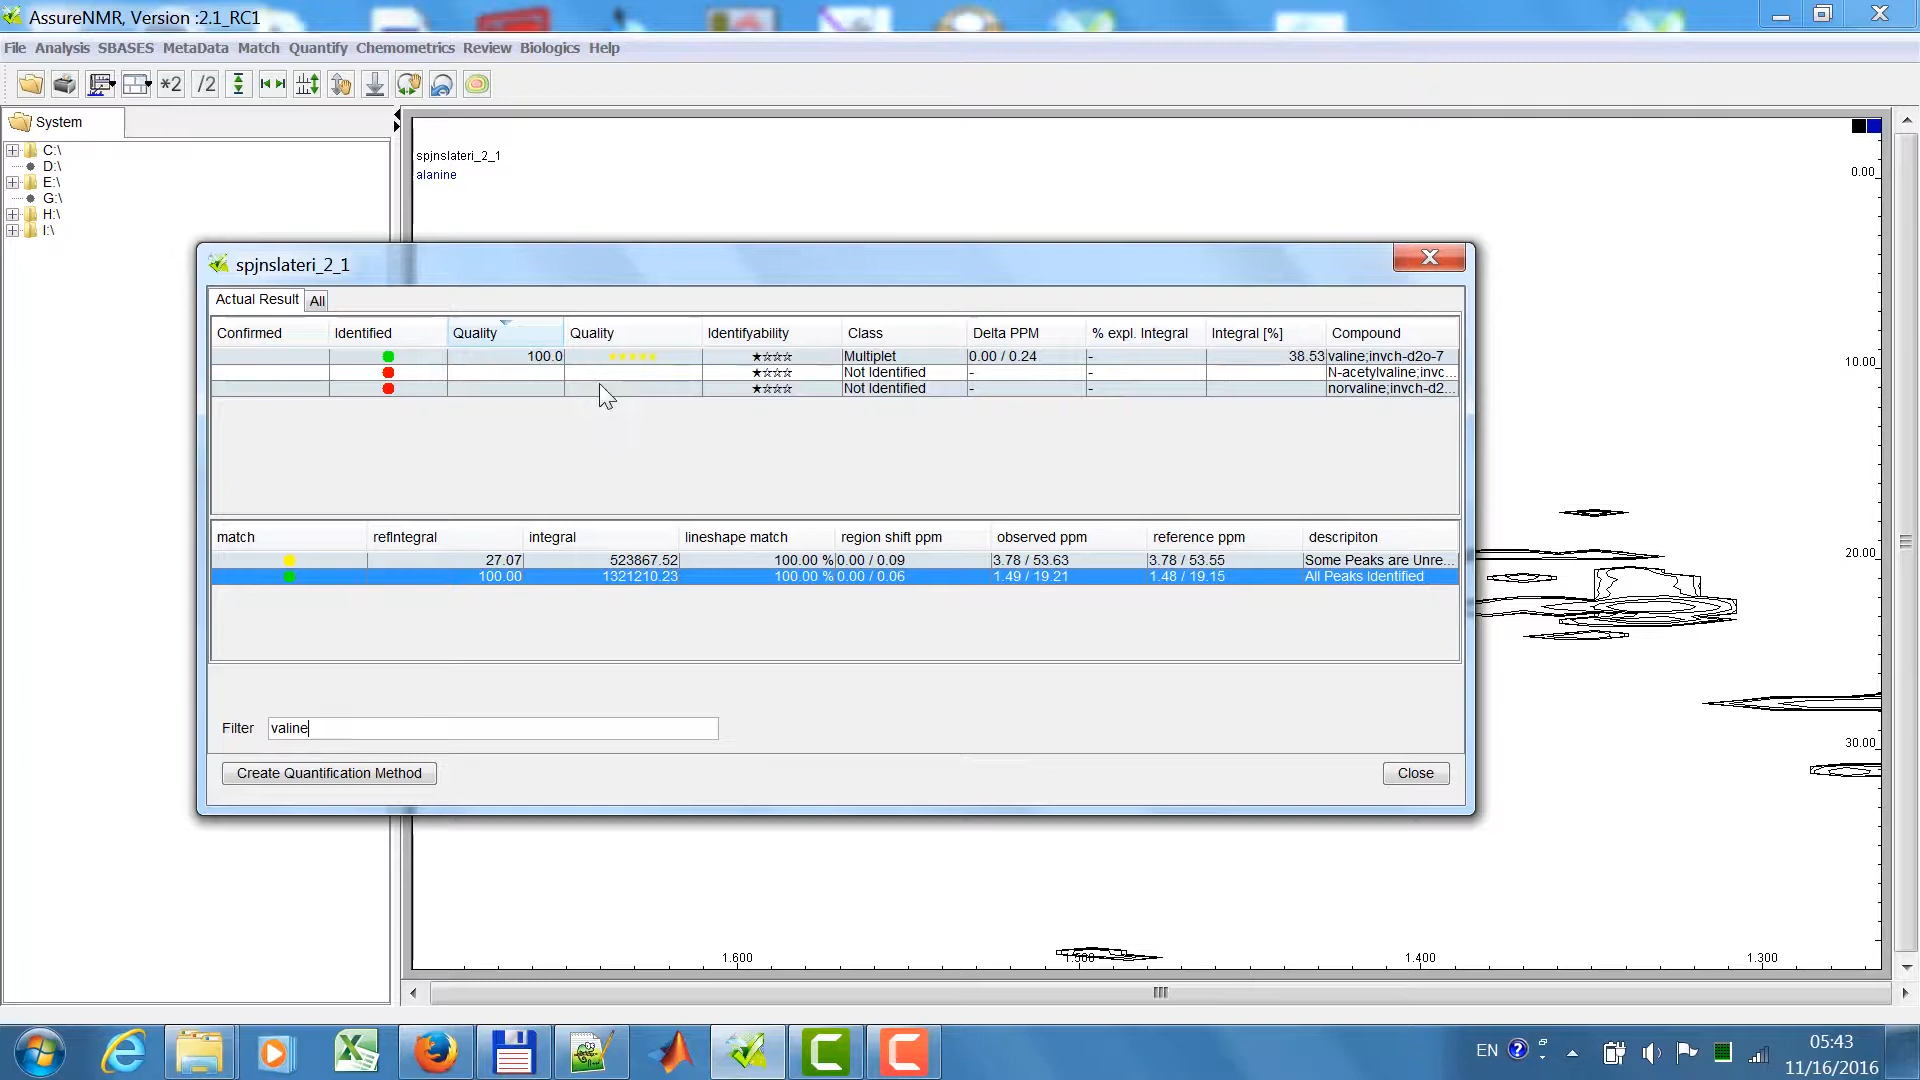 AssureNMR, Version :2.1_RC1
File Analysis SBASES MetaData Match Quantify Chemometrics Review Biologics Help
*2 /2
System
C:\
D:\
E:\
G:\
H:\
I:\
spjnslateri_2_1
alanine
0.00
10.00
20.00
30.00
1.600 1.500 1.400 1.300
spjnslateri_2_1
Actual Result All
Confirmed Identified Quality Quality Identifyability Class Delta PPM % expl. Integral Integral [%] Compound
100.0 ★★★★★ ★☆☆☆ Multiplet 0.00 / 0.24 - 38.53 valine;invch-d2o-7
★☆☆☆ Not Identified - - N-acetylvaline;invc...
★☆☆☆ Not Identified - - norvaline;invch-d2...
match refIntegral integral lineshape match region shift ppm observed ppm reference ppm descripiton
27.07 523867.52 100.00 % 0.00 / 0.09 3.78 / 53.63 3.78 / 53.55 Some Peaks are Unre...
100.00 1321210.23 100.00 % 0.00 / 0.06 1.49 / 19.21 1.48 / 19.15 All Peaks Identified
Filter valine
Create Quantification Method Close
EN 05:43
11/16/2016